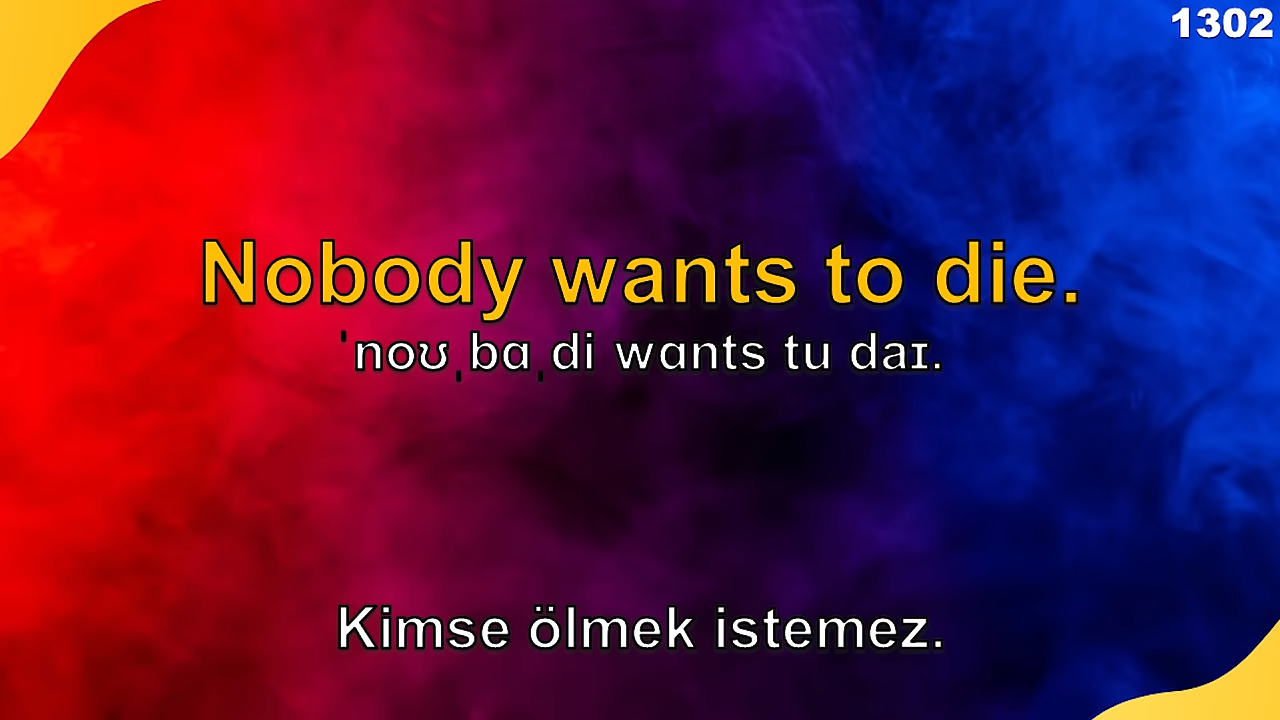 1302
Nobody wants to die.
ˈnoʊˌbɑˌdi wɑnts tu daɪ.
Kimse ölmek istemez.